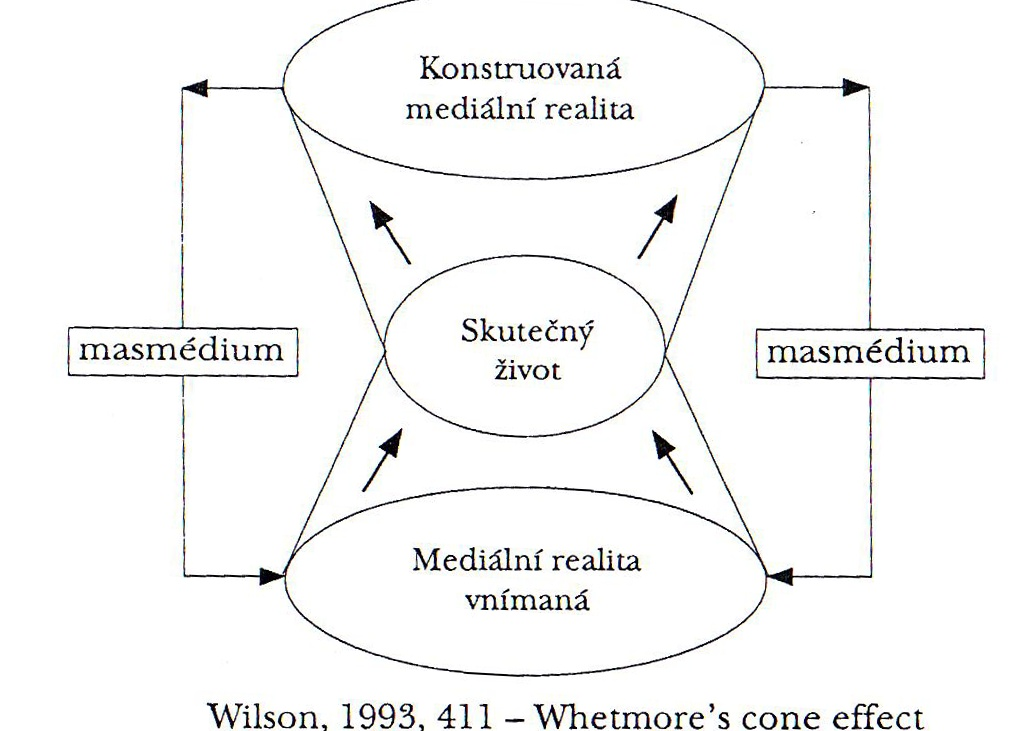 Konstruovaná
mediální realita
masmédium
Skutečný
život
masmédium
Mediální realita
vnímaná
Wilson, 1993, 411 – Whetmore’s cone effect